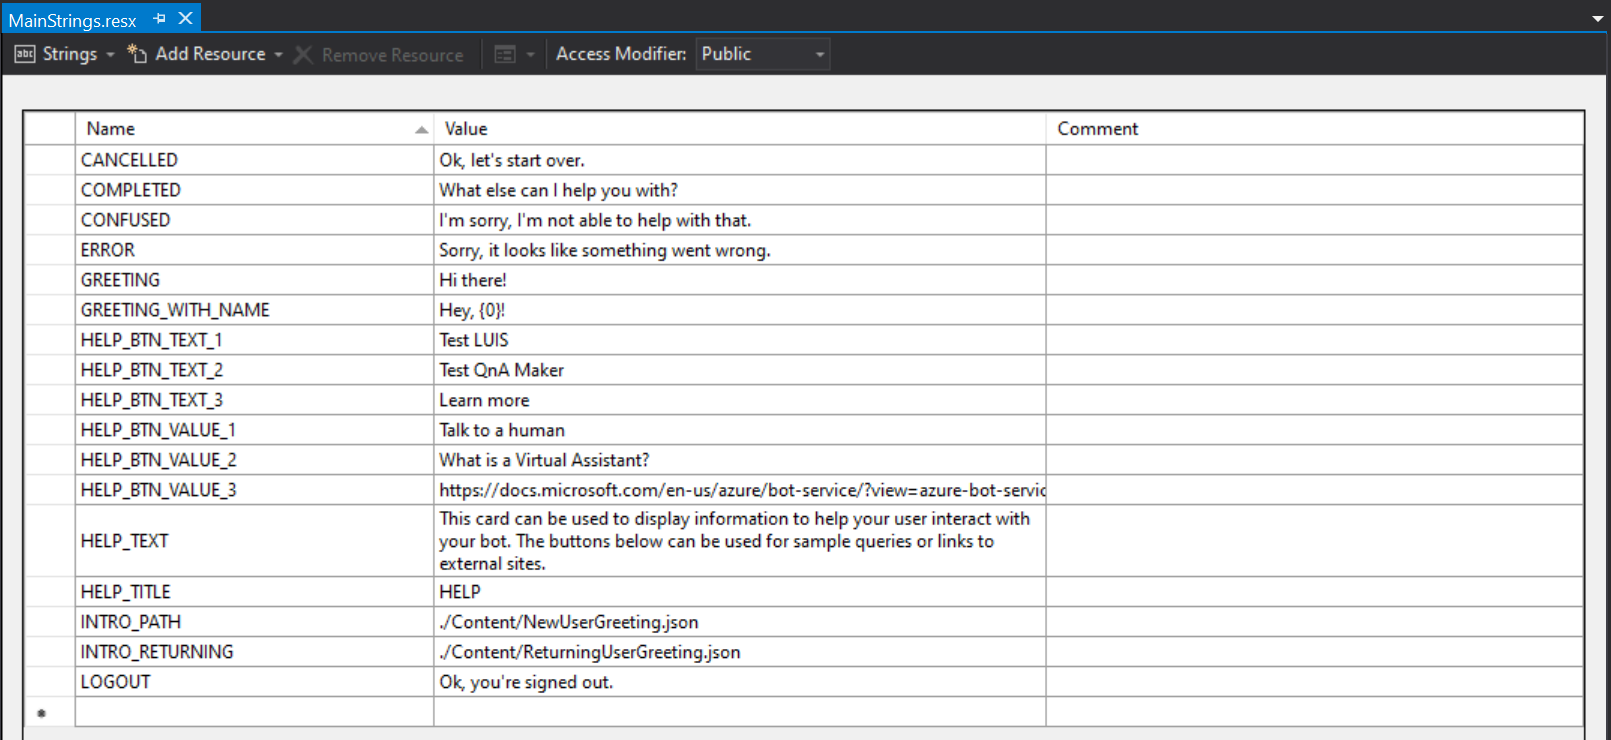 MainStrings.resx
abc Strings Add Resource Remove Resource Access Modifier: Public
Name Value Comment
CANCELLED Ok, let's start over.
COMPLETED What else can I help you with?
CONFUSED I'm sorry, I'm not able to help with that.
ERROR Sorry, it looks like something went wrong.
GREETING Hi there!
GREETING_WITH_NAME Hey, {0}!
HELP_BTN_TEXT_1 Test LUIS
HELP_BTN_TEXT_2 Test QnA Maker
HELP_BTN_TEXT_3 Learn more
HELP_BTN_VALUE_1 Talk to a human
HELP_BTN_VALUE_2 What is a Virtual Assistant?
HELP_BTN_VALUE_3 https://docs.microsoft.com/en-us/azure/bot-service/?view=azure-bot-servic
This card can be used to display information to help your user interact with
HELP_TEXT your bot. The buttons below can be used for sample queries or links to
external sites.
HELP_TITLE HELP
INTRO_PATH ./Content/NewUserGreeting.json
INTRO_RETURNING ./Content/ReturningUserGreeting.json
LOGOUT Ok, you're signed out.